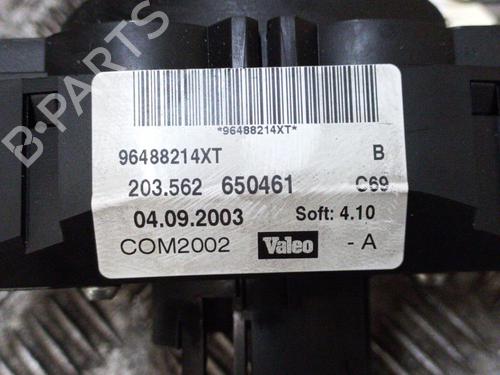 B-PARTS
*96488214XT*
96488214XT B
203.562 650461 C69
04.09.2003 Soft: 4.10
COM2002 Valeo - A